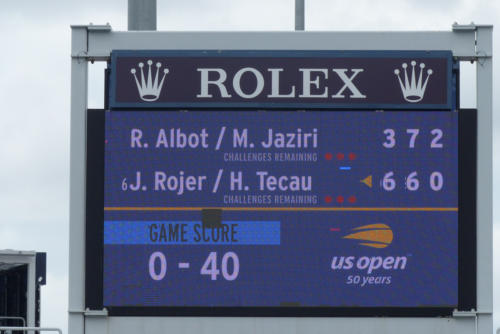 ROLEX
R. Albot / M. Jaziri 3 7 2
CHALLENGES REMAINING
6 J. Rojer / H. Tecau 6 6 0
CHALLENGES REMAINING
GAME SCORE
0 - 40
us open
50 years